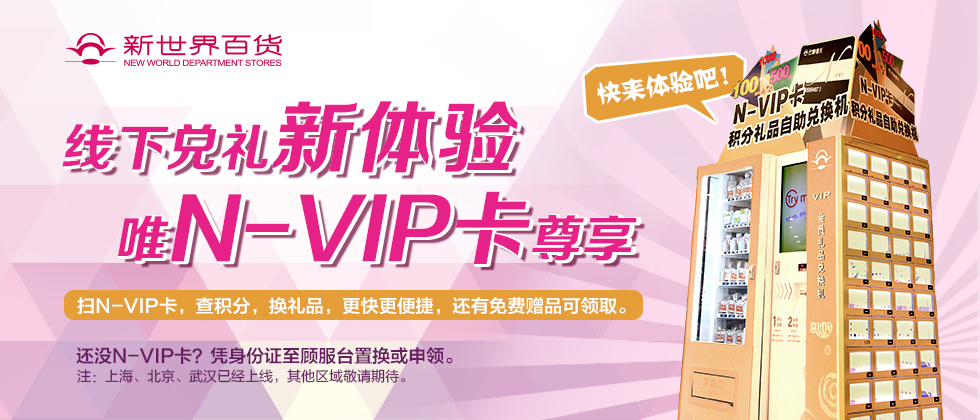 新世界百货
NEW WORLD DEPARTMENT STORES
线下兑礼新体验
唯N-VIP卡尊享
扫N-VIP卡，查积分，换礼品，更快更便捷，还有免费赠品可领取。
还没N-VIP卡？凭身份证至顾服台置换或申领。
注：上海、北京、武汉已经上线，其他区域敬请期待。
快来体验吧！
100
500
N-VIP卡
积分礼品自助兑换机
N-VIP卡
积分礼品自助兑换机
Try m
VIP
会员礼品兑换机
1
2